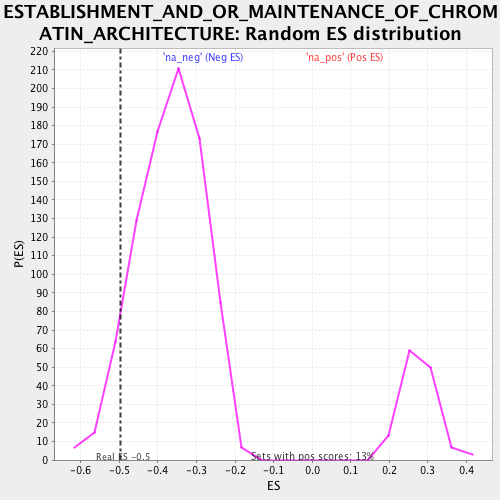 ESTABLISHMENT_AND_OR_MAINTENANCE_OF_CHROM
ATIN_ARCHITECTURE: Random ES distribution
'na_neg' (Neg ES) 'na_pos' (Pos ES)
220
210
200
190
180
170
160
150
140
130
120
110
100
90
80
70
60
50
40
30
20
10
0
P(ES)
Real ES -0.5
Sets with pos scores: 13%
-0.6 -0.5 -0.4 -0.3 -0.2 -0.1 0.0 0.1 0.2 0.3 0.4
ES